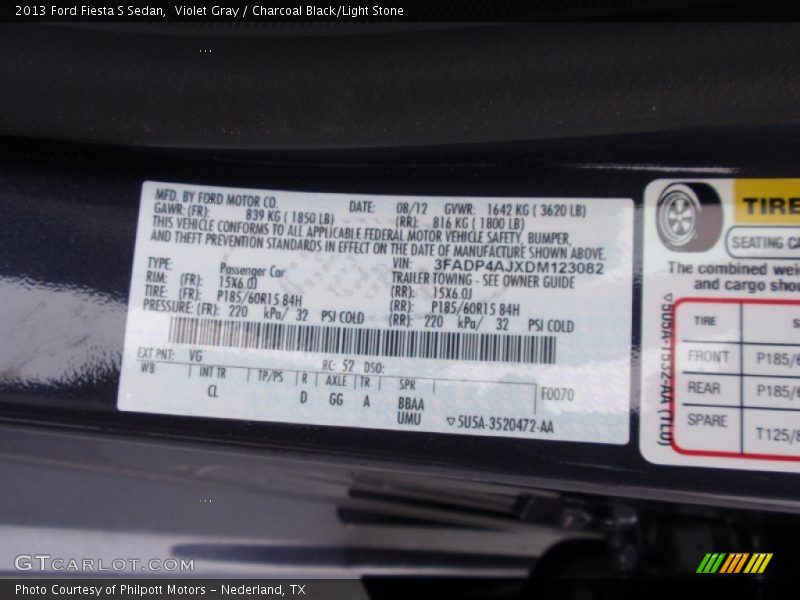 2013 Ford Fiesta S Sedan,  Violet Gray / Charcoal Black/Light Stone
MFD. BY FORD MOTOR CO. DATE: 08/12 GVWR: 1642 KG ( 3620 LB)
GAWR: (FR): 839 KG ( 1850 LB) (RR): 816 KG ( 1800 LB)
THIS VEHICLE CONFORMS TO ALL APPLICABLE FEDERAL MOTOR VEHICLE SAFETY, BUMPER,
AND THEFT PREVENTION STANDARDS IN EFFECT ON THE DATE OF MANUFACTURE SHOWN ABOVE.
VIN: 3FADP4AJXDM123082
TYPE: Passenger Car TRAILER TOWING - SEE OWNER GUIDE
RIM: (FR): 15X6.0J (RR): 15X6.0J
TIRE: (FR): P185/60R15 84H (RR): P185/60R15 84H
PRESSURE: (FR): 220 kPa/ 32 PSI COLD (RR): 220 kPa/ 32 PSI COLD
EXT PNT: VG RC: 52 DSO:
WB INT TR TP/PS R AXLE TR SPR F0070
CL D GG A BBAA
UMU ▽5U5A-3520472-AA
TIRE
SEATING CA
The combined wei
and cargo shou
▽5U5A-1532-AA (TLU)
TIRE S
FRONT P185/6
REAR P185/6
SPARE T125/8
GTCARLOT.COM
Photo Courtesy of Philpott Motors - Nederland, TX